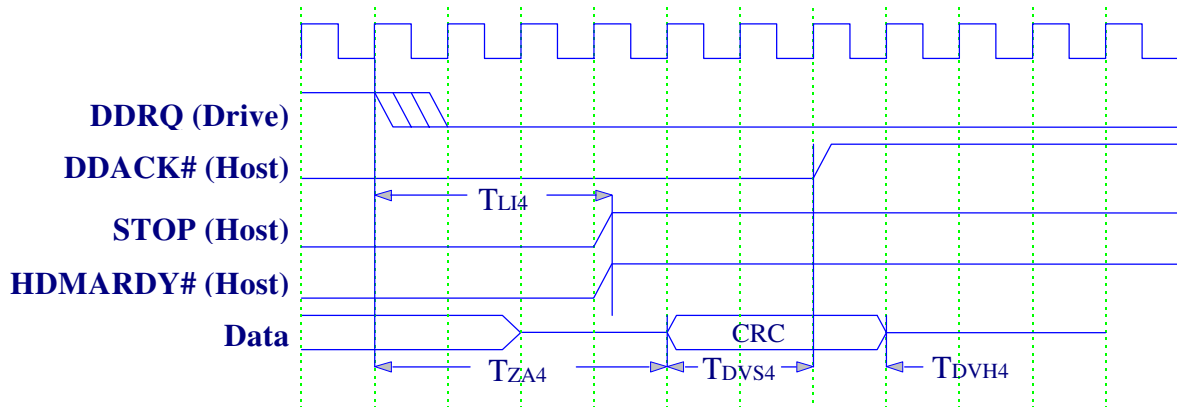 DDRQ (Drive)
DDACK# (Host)
TLI4
STOP (Host)
HDMARDY# (Host)
Data
CRC
TZA4
TDVS4
TDVH4